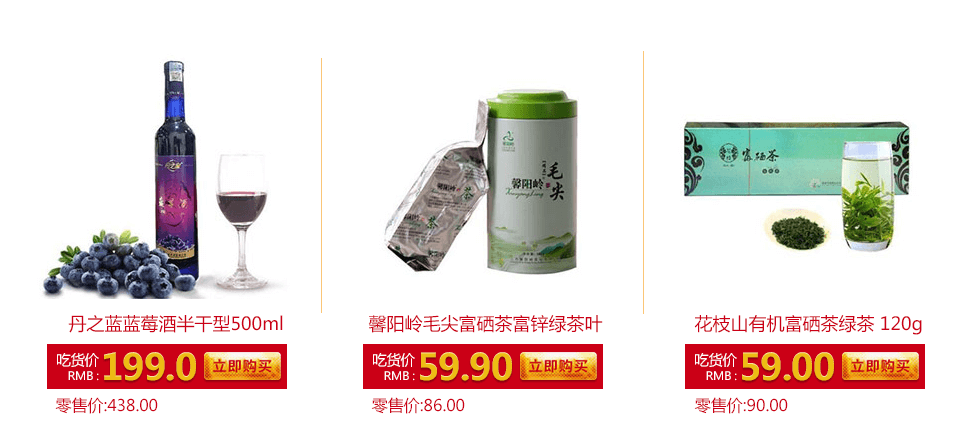 馨阳岭
毛尖
馨阳岭
茶
富硒茶
丹之蓝蓝莓酒半干型500ml
吃货价
RMB :
199.0
立即购买
零售价:438.00
馨阳岭毛尖富硒茶富锌绿茶叶
吃货价
RMB :
59.90
立即购买
零售价:86.00
花枝山有机富硒茶绿茶 120g
吃货价
RMB :
59.00
立即购买
零售价:90.00